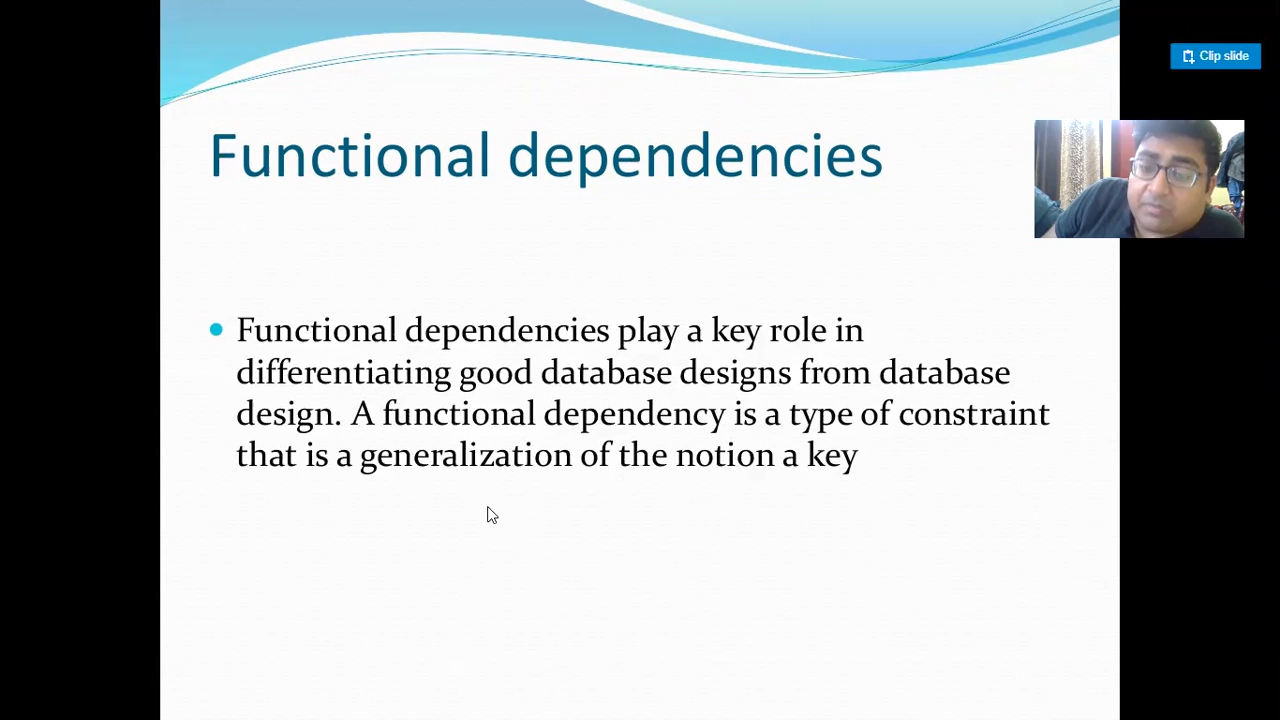 Clip slide
Functional dependencies
Functional dependencies play a key role in
differentiating good database designs from database
design. A functional dependency is a type of constraint
that is a generalization of the notion a key